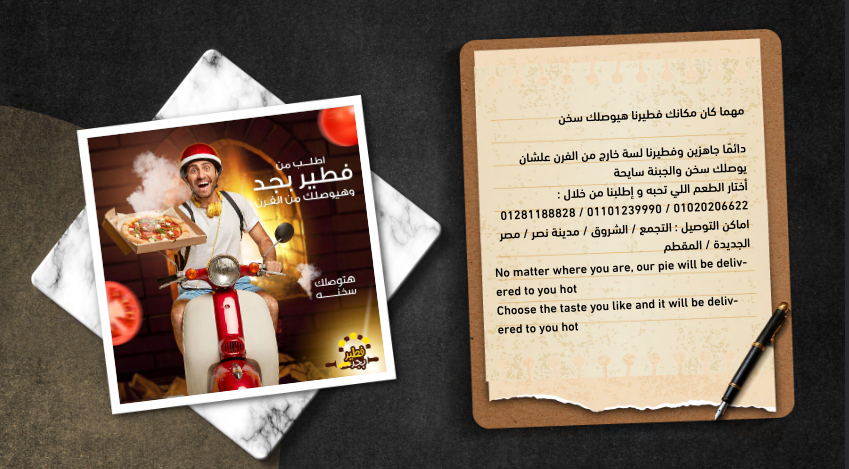 اطلب من
فطير بجد
وهيوصلك من الفرن
هتوصلك
سخنه
فطير
بجد
مهما كان مكانك فطيرنا هيوصلك سخن
دائمًا جاهزين وفطيرنا لسة خارج من الفرن علشان
يوصلك سخن والجبنة سايحة
أختار الطعم اللي تحبه و إطلبنا من خلال :
01020206622 / 01101239990 / 01281188828
اماكن التوصيل : التجمع / الشروق / مدينة نصر / مصر
الجديدة / المقطم
No matter where you are, our pie will be deliv-
ered to you hot
Choose the taste you like and it will be deliv-
ered to you hot